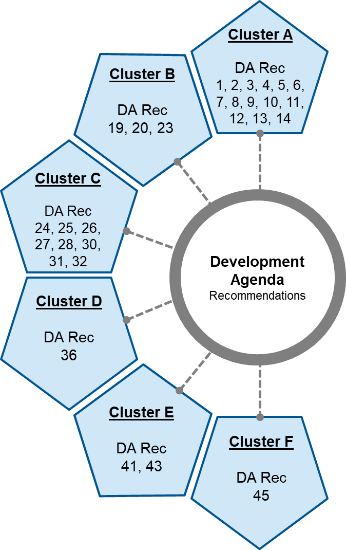 Cluster A
DA Rec
1, 2, 3, 4, 5, 6,
7, 8, 9, 10, 11,
12, 13, 14
Cluster B
DA Rec
19, 20, 23
Cluster C
DA Rec
24, 25, 26,
27, 28, 30,
31, 32
Development
Agenda
Recommendations
Cluster D
DA Rec
36
Cluster E
DA Rec
41, 43
Cluster F
DA Rec
45